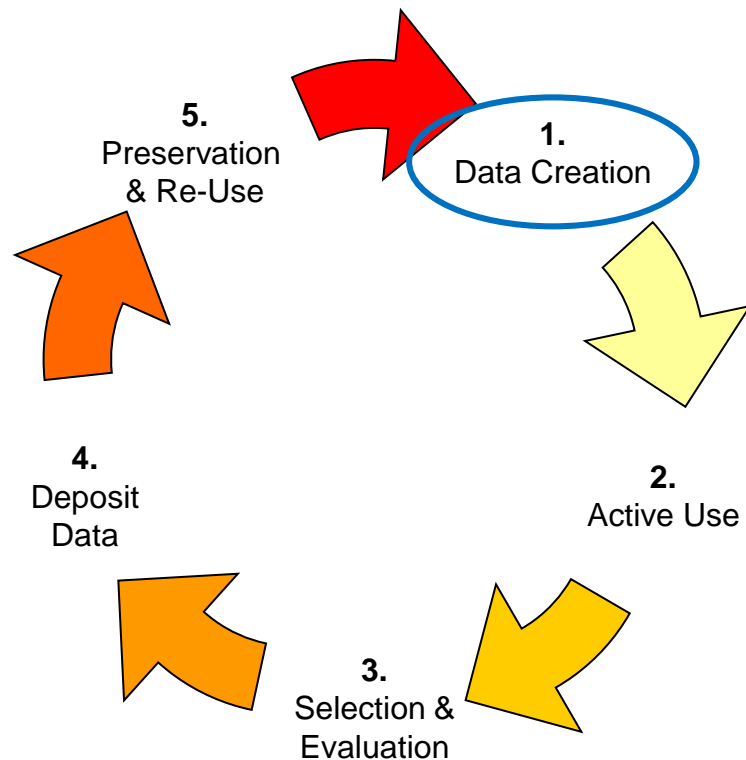 1.
Data Creation
2.
Active Use
3.
Selection &
Evaluation
4.
Deposit
Data
5.
Preservation
& Re-Use